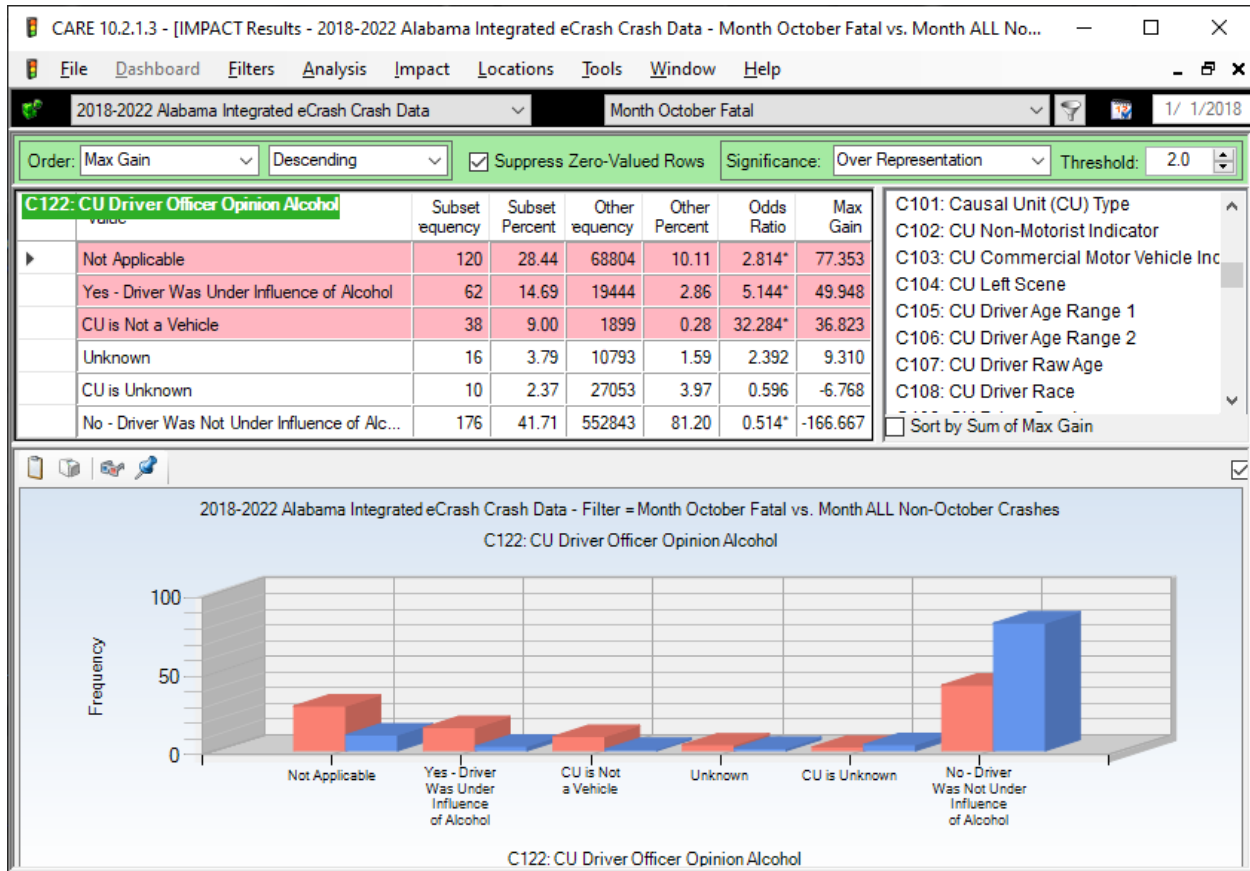 CARE 10.2.1.3 - [IMPACT Results - 2018-2022 Alabama Integrated eCrash Crash Data - Month October Fatal vs. Month ALL No...
File Dashboard Filters Analysis Impact Locations Tools Window Help
2018-2022 Alabama Integrated eCrash Crash Data Month October Fatal 1/ 1/2018
Order: Max Gain Descending Suppress Zero-Valued Rows Significance: Over Representation Threshold: 2.0
C122: CU Driver Officer Opinion Alcohol Subset Subset Other Other Odds Max
equency Percent equency Percent Ratio Gain
Not Applicable 120 28.44 68804 10.11 2.814* 77.353
Yes - Driver Was Under Influence of Alcohol 62 14.69 19444 2.86 5.144* 49.948
CU is Not a Vehicle 38 9.00 1899 0.28 32.284* 36.823
Unknown 16 3.79 10793 1.59 2.392 9.310
CU is Unknown 10 2.37 27053 3.97 0.596 -6.768
No - Driver Was Not Under Influence of Alc... 176 41.71 552843 81.20 0.514* -166.667
C101: Causal Unit (CU) Type
C102: CU Non-Motorist Indicator
C103: CU Commercial Motor Vehicle Inc
C104: CU Left Scene
C105: CU Driver Age Range 1
C106: CU Driver Age Range 2
C107: CU Driver Raw Age
C108: CU Driver Race
Sort by Sum of Max Gain
2018-2022 Alabama Integrated eCrash Crash Data - Filter = Month October Fatal vs. Month ALL Non-October Crashes
C122: CU Driver Officer Opinion Alcohol
100
50
0
Frequency
Not Applicable
Yes - Driver
Was Under
Influence
of Alcohol
CU is Not
a Vehicle
Unknown
CU is Unknown
No - Driver
Was Not Under
Influence
of Alcohol
C122: CU Driver Officer Opinion Alcohol